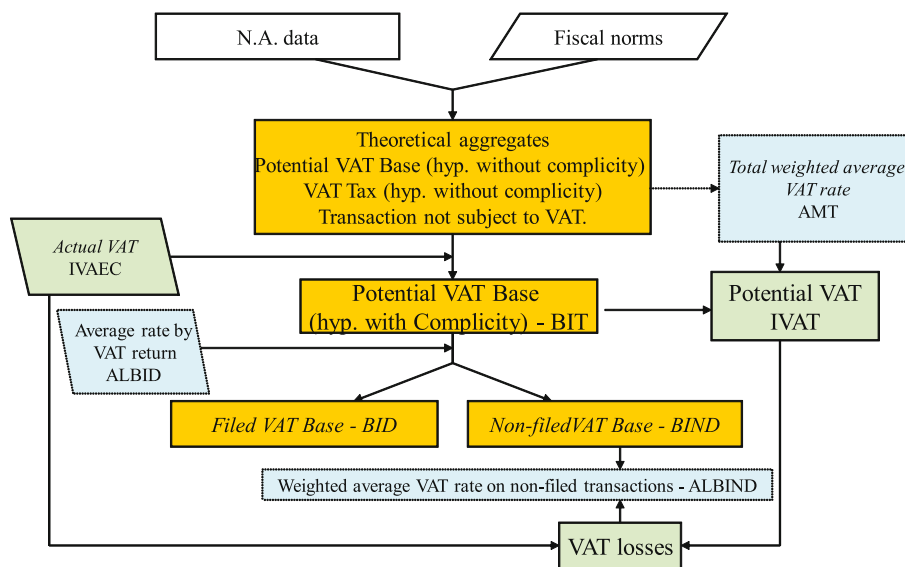 N.A. data
Fiscal norms
Theoretical aggregates
Potential VAT Base (hyp. without complicity)
VAT Tax (hyp. without complicity)
Transaction not subject to VAT.
Total weighted average
VAT rate
AMT
Actual VAT
IVAEC
Potential VAT Base
(hyp. with Complicity) - BIT
Potential VAT
IVAT
Average rate by
VAT return
ALBID
Filed VAT Base - BID
Non-filedVAT Base - BIND
Weighted average VAT rate on non-filed transactions - ALBIND
VAT losses